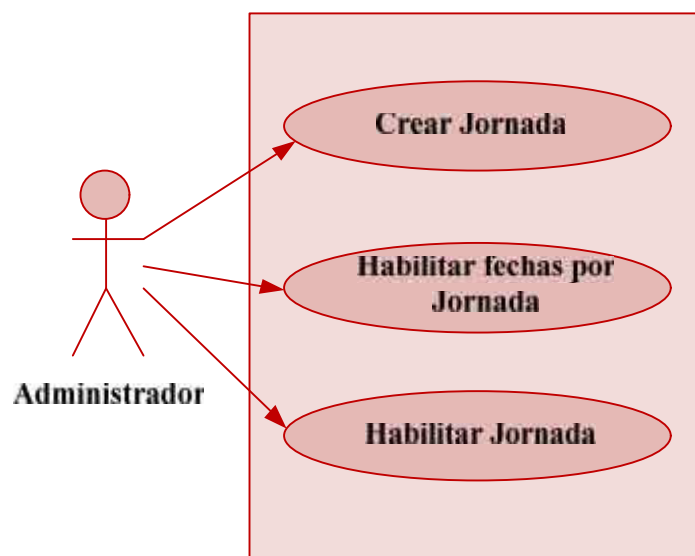 Crear Jornada
Habilitar fechas por
Jornada
Administrador
Habilitar Jornada